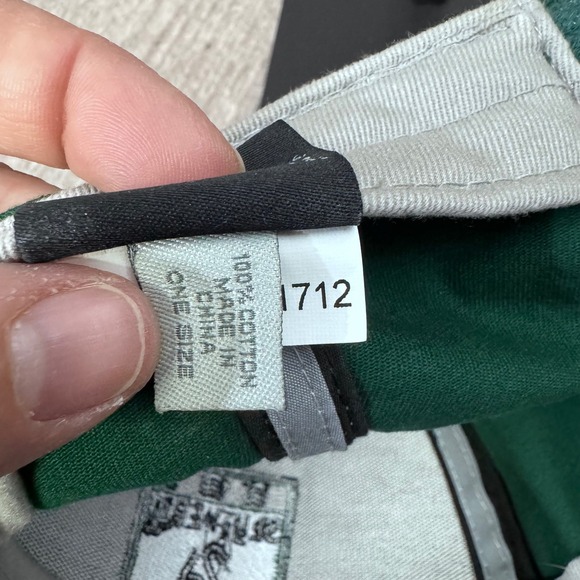 100% COTTON
MADE IN
CHINA
ONE SIZE
1712